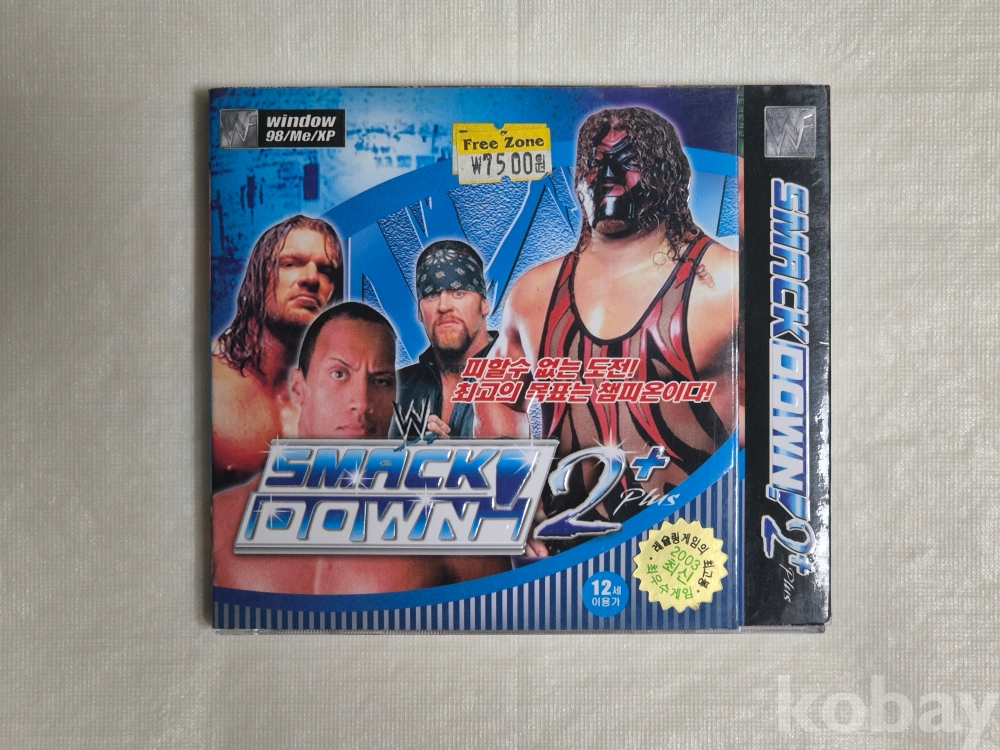 window
98/Me/XP
Free Zone
₩7500원
피할수 없는 도전!
최고의 목표는 챔피온이다!
W
SMACK
DOWN! 2+
Plus
레슬링게임의 최고봉
2003
최신
최우수게임
12세
이용가
SMACKDOWN! 2+ Plus
kobay